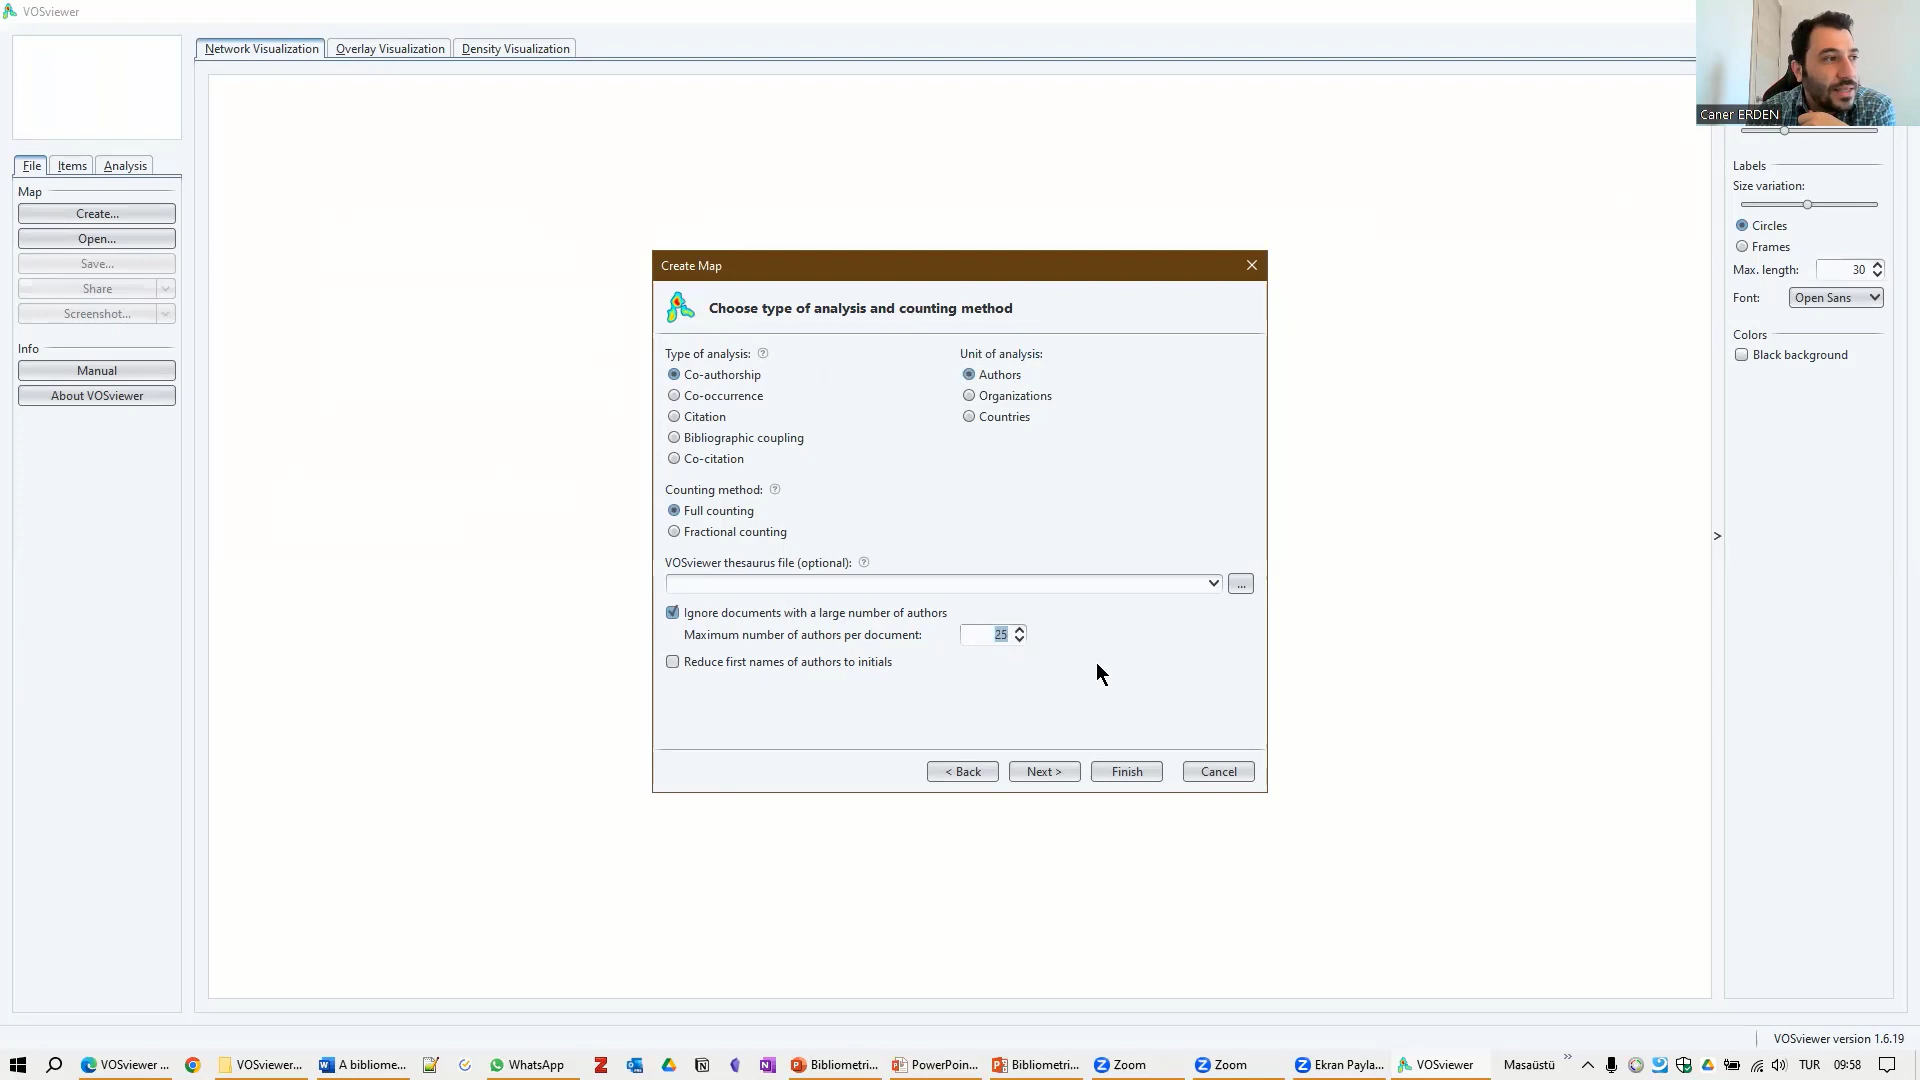 VOSviewer
Network Visualization
Overlay Visualization
Density Visualization
Caner ERDEN
File
Items
Analysis
Map
Create...
Open...
Save...
Share
Screenshot...
Info
Manual
About VOSviewer
Create Map
Choose type of analysis and counting method
Type of analysis: ?
Unit of analysis:
Co-authorship
Authors
Co-occurrence
Organizations
Citation
Countries
Bibliographic coupling
Co-citation
Counting method: ?
Full counting
Fractional counting
VOSviewer thesaurus file (optional): ?
...
Ignore documents with a large number of authors
Maximum number of authors per document: 25
Reduce first names of authors to initials
< Back
Next >
Finish
Cancel
Labels
Size variation:
Circles
Frames
Max. length: 30
Font: Open Sans
Colors
Black background
>
VOSviewer version 1.6.19
VOSviewer ...
VOSviewer...
A bibliome...
WhatsApp
Bibliometri...
PowerPoin...
Bibliometri...
Zoom
Zoom
Ekran Payla...
VOSviewer
Masaüstü
TUR
09:58